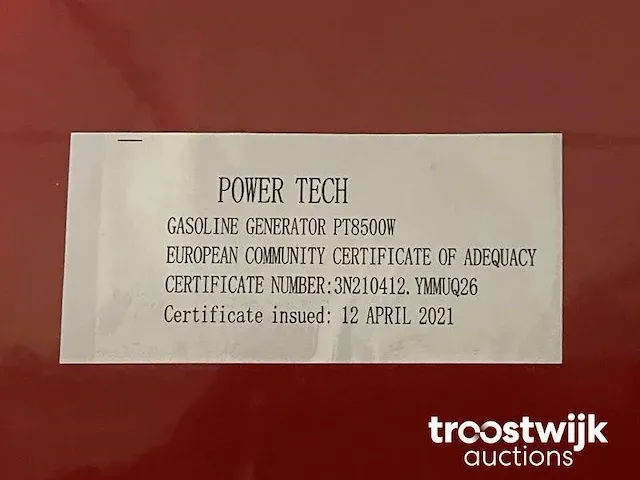 POWER TECH
GASOLINE GENERATOR PT8500W
EUROPEAN COMMUNITY CERTIFICATE OF ADEQUACY
CERTIFICATE NUMBER:3N210412.YMMUQ26
Certificate insued: 12 APRIL 2021
troostwijk
auctions